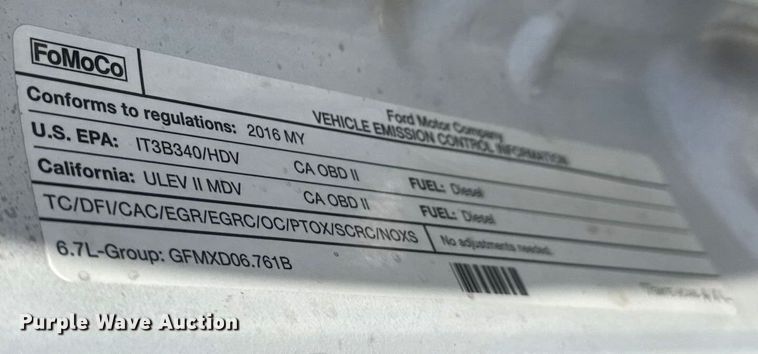 FoMoCo
Ford Motor Company
VEHICLE EMISSION CONTROL INFORMATION
Conforms to regulations: 2016 MY
U.S. EPA: IT3B340/HDV CA OBD II FUEL: Diesel
California: ULEV II MDV CA OBD II FUEL: Diesel
TC/DFI/CAC/EGR/EGRC/OC/PTOX/SCRC/NOXS No adjustments needed.
6.7L-Group: GFMXD06.761B
Purple Wave Auction